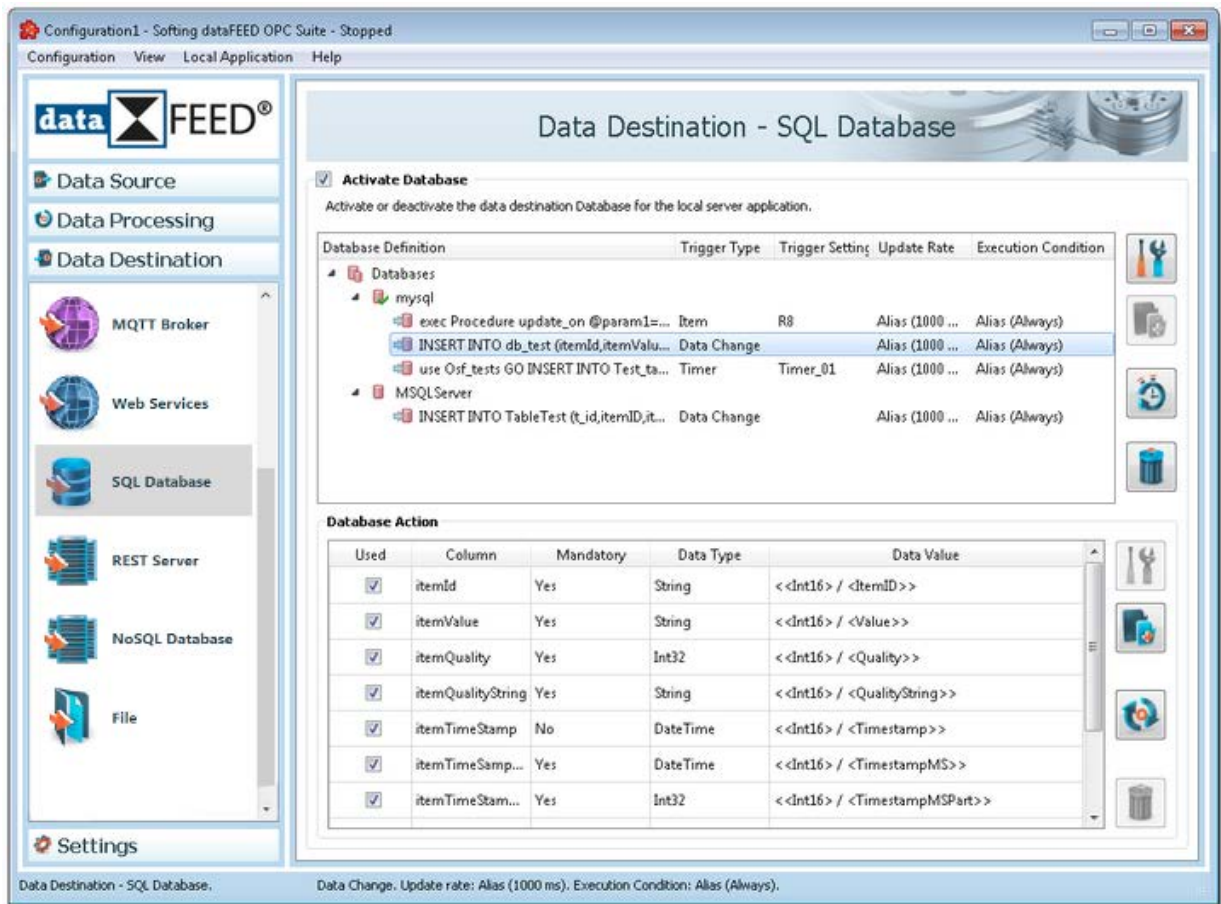 Configuration1 - Softing dataFEED OPC Suite - Stopped
Configuration View Local Application Help
data FEED®
Data Source
Data Processing
Data Destination
MQTT Broker
Web Services
SQL Database
REST Server
NoSQL Database
File
Settings
Data Destination - SQL Database
Activate Database
Activate or deactivate the data destination Database for the local server application.
Database Definition Trigger Type Trigger Setting Update Rate Execution Condition
Databases
mysql
exec Procedure update_on @param1=... Item R8 Alias (1000 ... Alias (Always)
INSERT INTO db_test (itemId,itemValu... Data Change Alias (1000 ... Alias (Always)
use Osf_tests GO INSERT INTO Test_ta... Timer Timer_01 Alias (1000 ... Alias (Always)
MSQLServer
INSERT INTO TableTest (t_id,itemID,it... Data Change Alias (1000 ... Alias (Always)
Database Action
Used Column Mandatory Data Type Data Value
itemId Yes String <<Int16> / <ItemID>>
itemValue Yes String <<Int16> / <Value>>
itemQuality Yes Int32 <<Int16> / <Quality>>
itemQualityString Yes String <<Int16> / <QualityString>>
itemTimeStamp No DateTime <<Int16> / <Timestamp>>
itemTimeSamp... Yes DateTime <<Int16> / <TimestampMS>>
itemTimeStam... Yes Int32 <<Int16> / <TimestampMSPart>>
Data Destination - SQL Database. Data Change. Update rate: Alias (1000 ms). Execution Condition: Alias (Always).